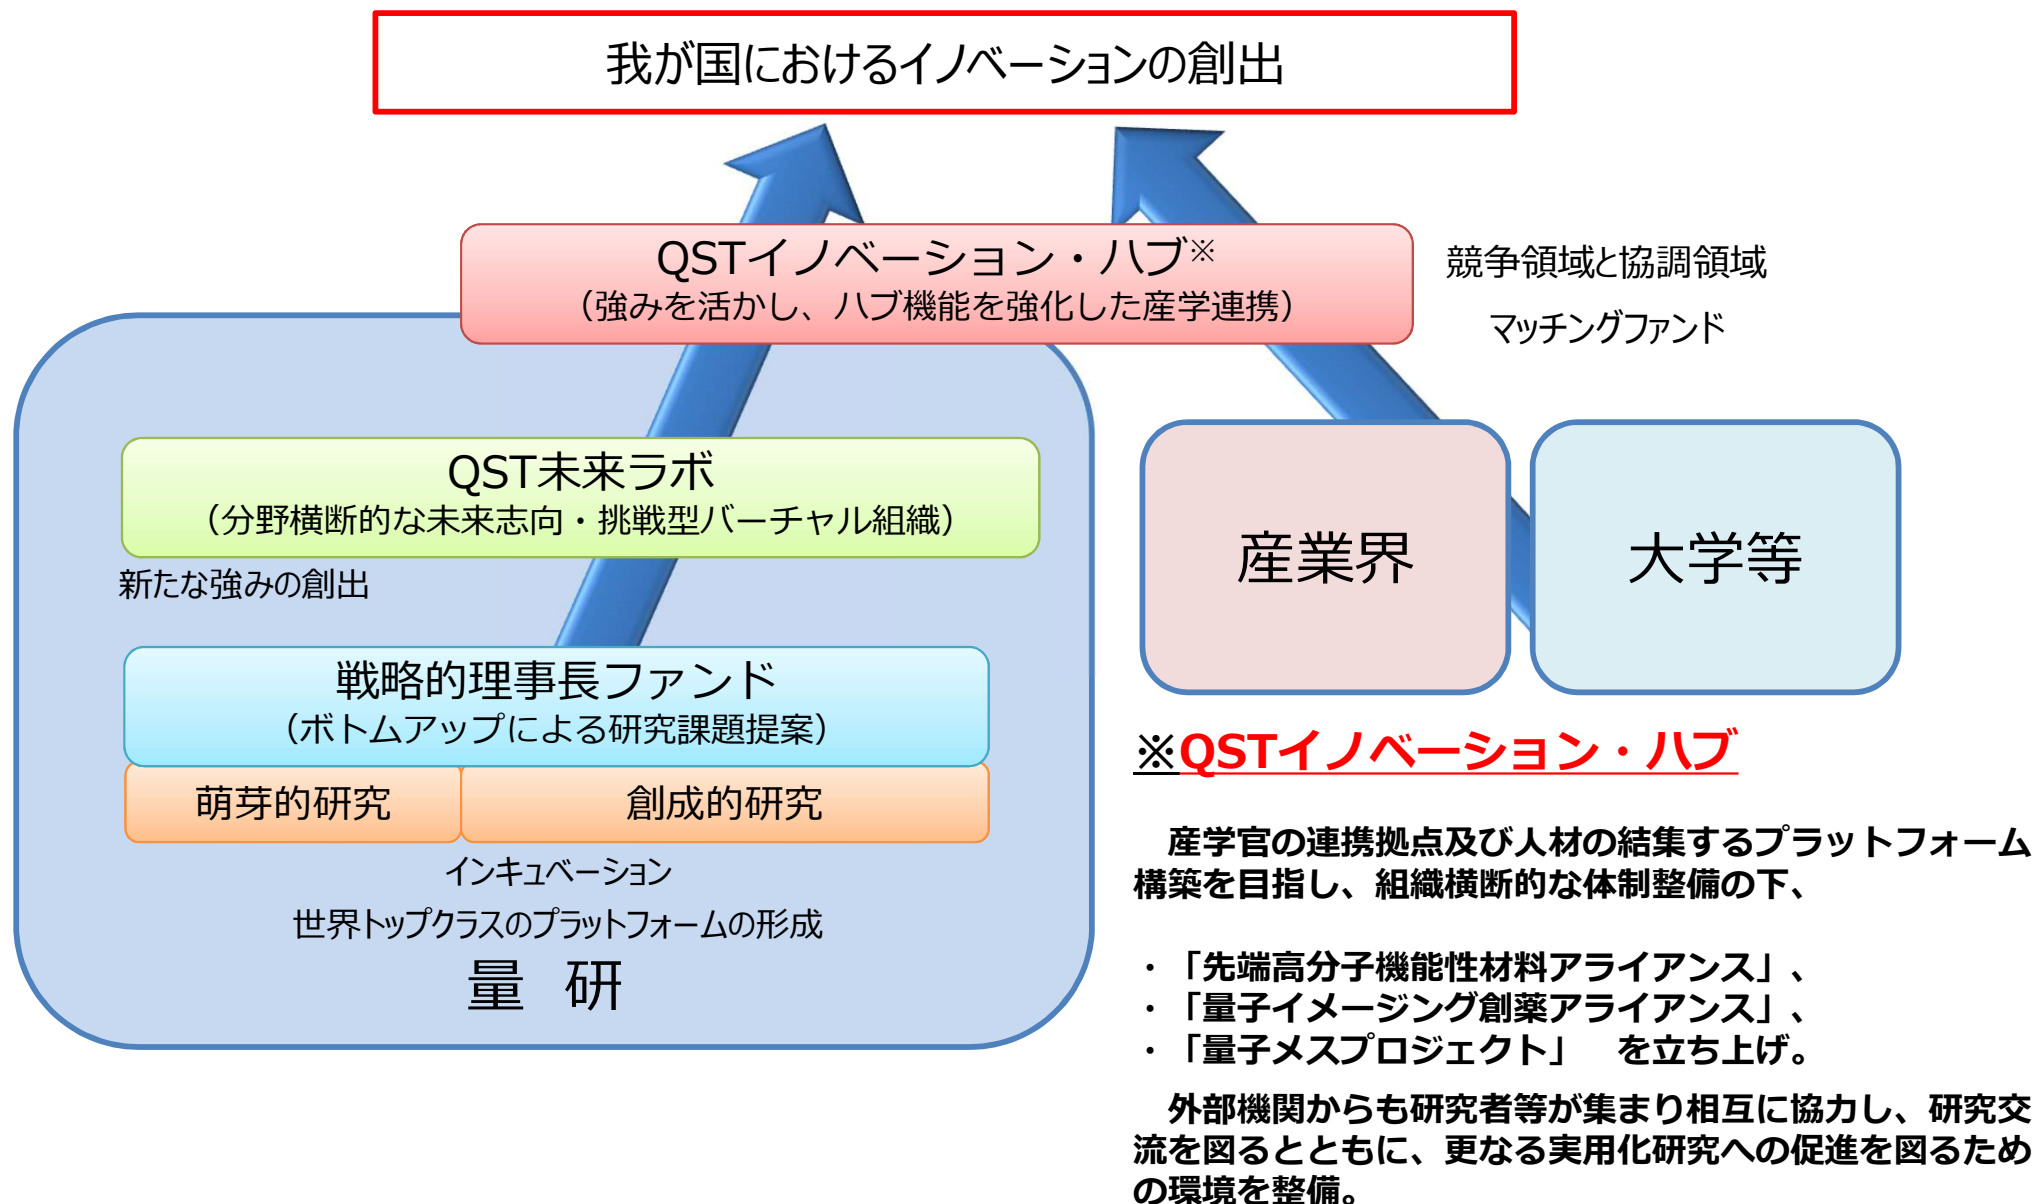 我が国におけるイノベーションの創出
QSTイノベーション・ハブ※
（強みを活かし、ハブ機能を強化した産学連携）
競争領域と協調領域
マッチングファンド
QST未来ラボ
（分野横断的な未来志向・挑戦型バーチャル組織）
新たな強みの創出
戦略的理事長ファンド
（ボトムアップによる研究課題提案）
萌芽的研究
創成的研究
インキュベーション
世界トップクラスのプラットフォームの形成
量 研
産業界
大学等
※QSTイノベーション・ハブ
産学官の連携拠点及び人材の結集するプラットフォーム
構築を目指し、組織横断的な体制整備の下、
・「先端高分子機能性材料アライアンス」、
・「量子イメージング創薬アライアンス」、
・「量子メスプロジェクト」　を立ち上げ。
外部機関からも研究者等が集まり相互に協力し、研究交
流を図るとともに、更なる実用化研究への促進を図るため
の環境を整備。